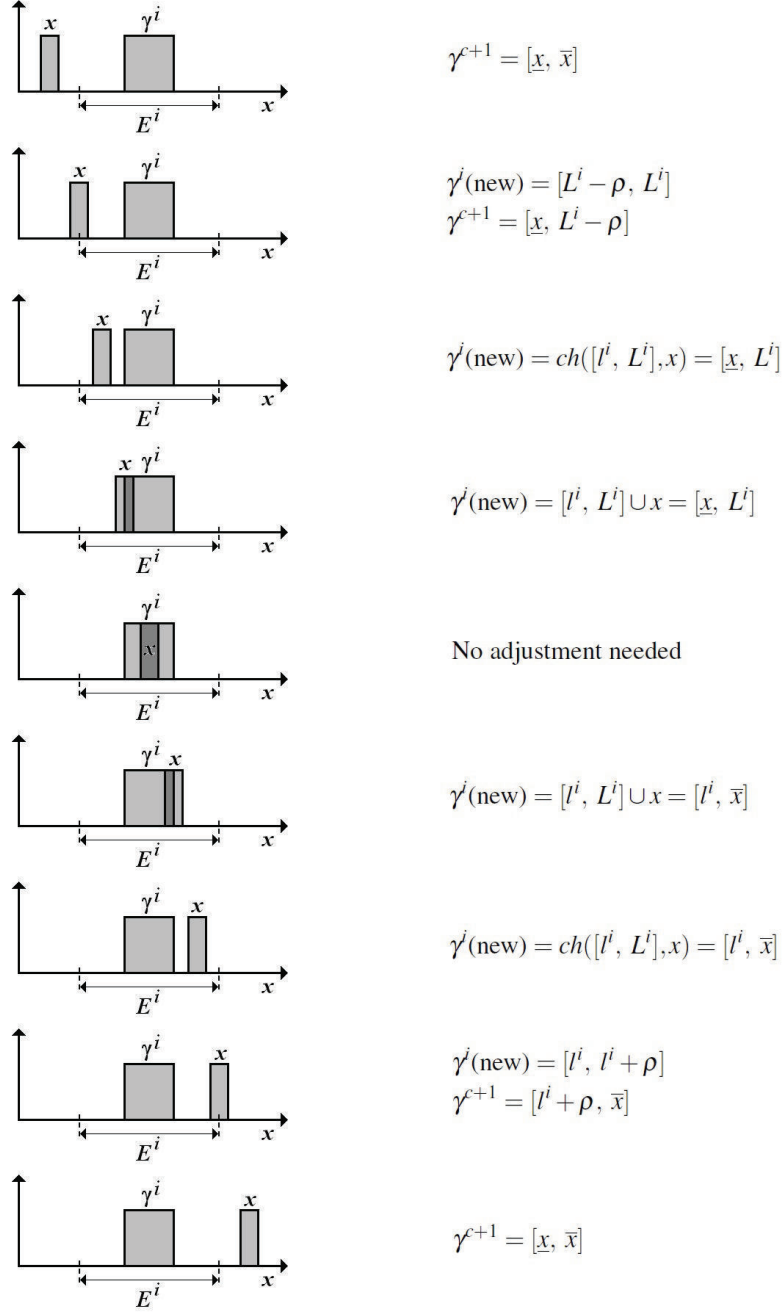 x γ^i
γ^{c+1} = [x̲, x̄]
x
E^i
x γ^i
γ^i(new) = [L^i − ρ, L^i]
γ^{c+1} = [x̲, L^i − ρ]
x
E^i
x γ^i
γ^i(new) = ch([l^i, L^i], x) = [x̲, L^i]
x
E^i
x γ^i
γ^i(new) = [l^i, L^i] ∪ x = [x̲, L^i]
x
E^i
γ^i
x
No adjustment needed
x
E^i
γ^i x
γ^i(new) = [l^i, L^i] ∪ x = [l^i, x̄]
x
E^i
γ^i x
γ^i(new) = ch([l^i, L^i], x) = [l^i, x̄]
x
E^i
γ^i x
γ^i(new) = [l^i, l^i + ρ]
γ^{c+1} = [l^i + ρ, x̄]
x
E^i
γ^i x
γ^{c+1} = [x̲, x̄]
x
E^i